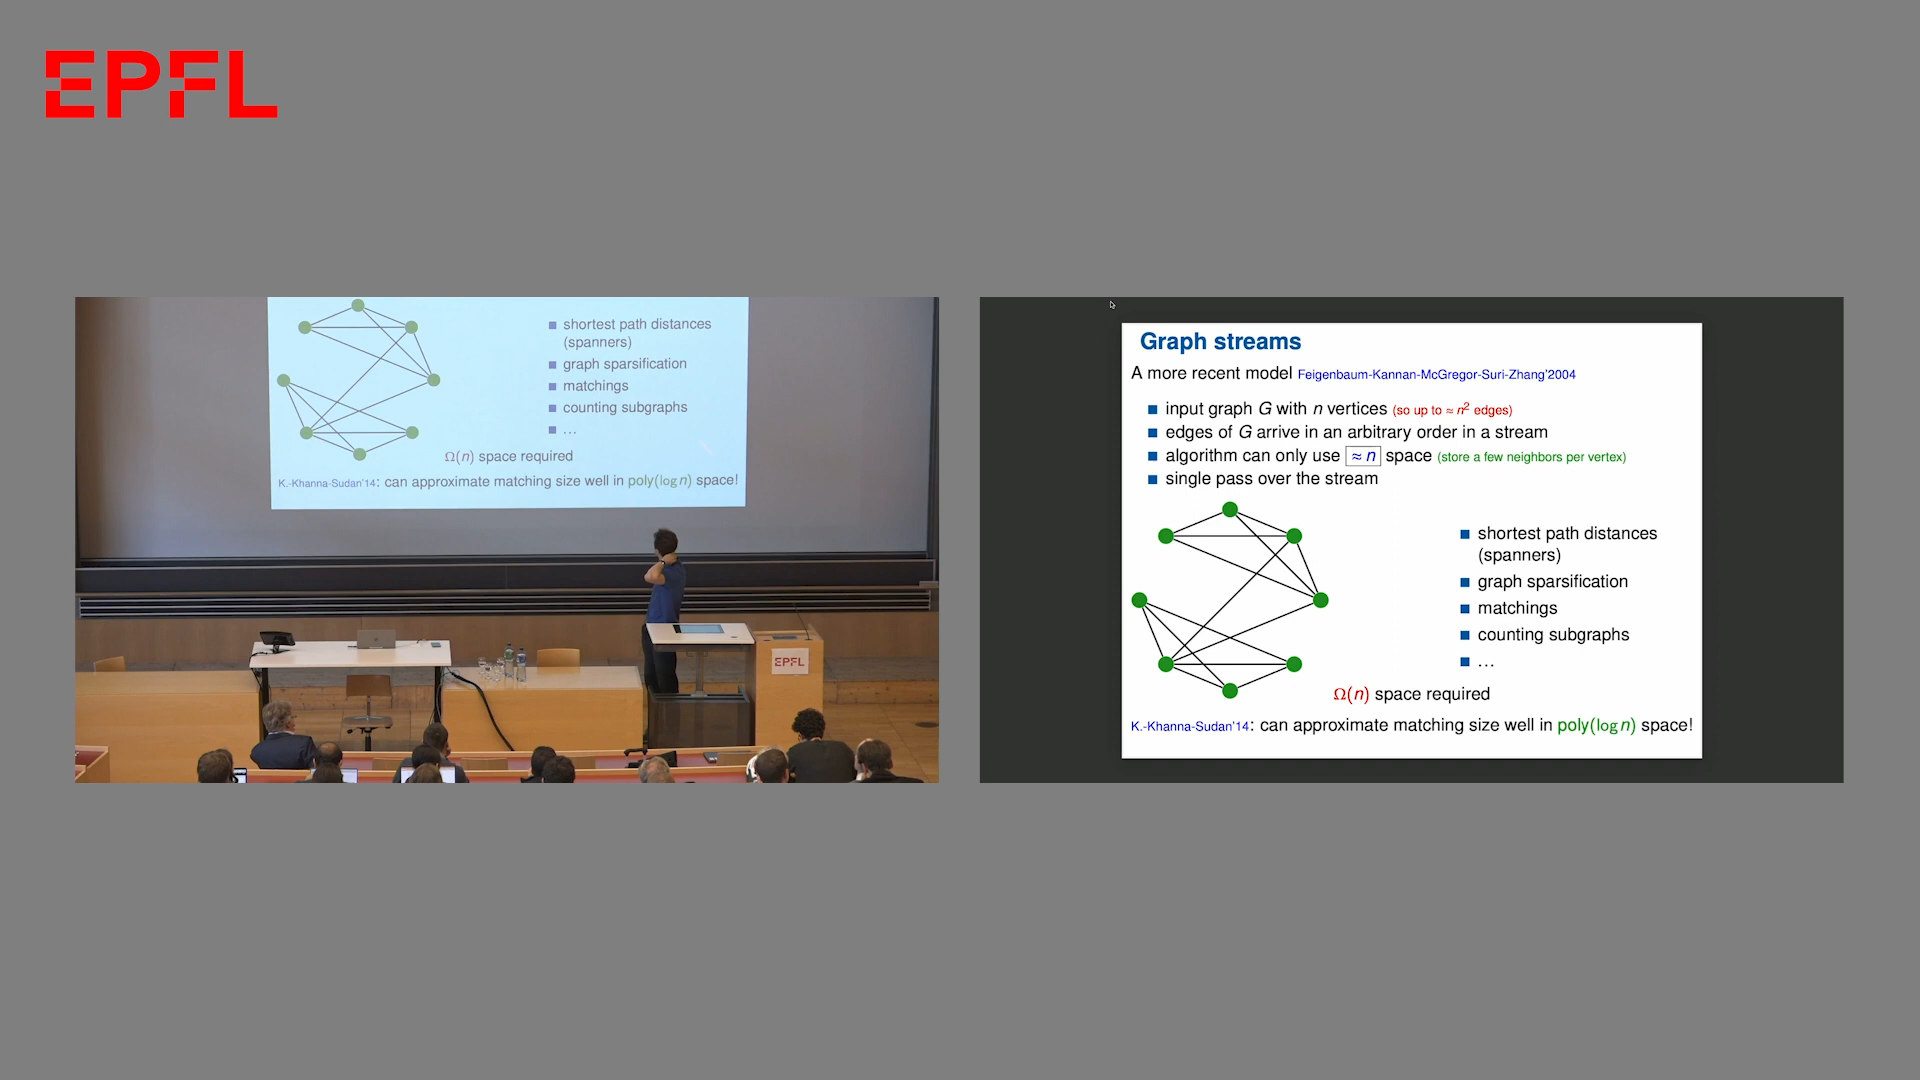 EPFL
shortest path distances
(spanners)
graph sparsification
matchings
counting subgraphs
...
Ω(n) space required
K.-Khanna-Sudan'14: can approximate matching size well in poly(log n) space!
EPFL
Graph streams
A more recent model Feigenbaum-Kannan-McGregor-Suri-Zhang'2004
input graph G with n vertices (so up to ≈ n² edges)
edges of G arrive in an arbitrary order in a stream
algorithm can only use ≈ n space (store a few neighbors per vertex)
single pass over the stream
shortest path distances
(spanners)
graph sparsification
matchings
counting subgraphs
...
Ω(n) space required
K.-Khanna-Sudan'14: can approximate matching size well in poly(log n) space!